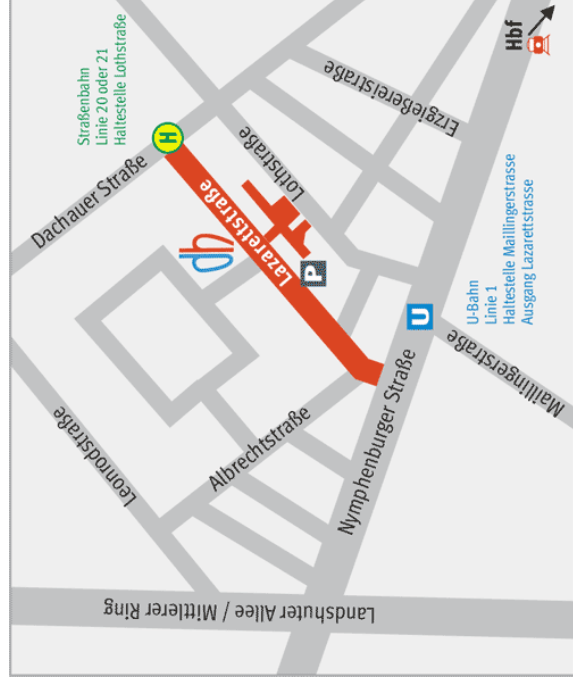 Straßenbahn
Linie 20 oder 21
Haltestelle Lothstraße
Dachauer Straße
H
Hbf
Erzgießereistraße
Lothstraße
Lazarettstraße
dh
P
Leonrodstraße
Albrechtstraße
U
U-Bahn
Linie 1
Haltestelle Maillingerstrasse
Ausgang Lazarettstrasse
Nymphenburger Straße
Maillingerstraße
Landshuter Allee / Mittlerer Ring